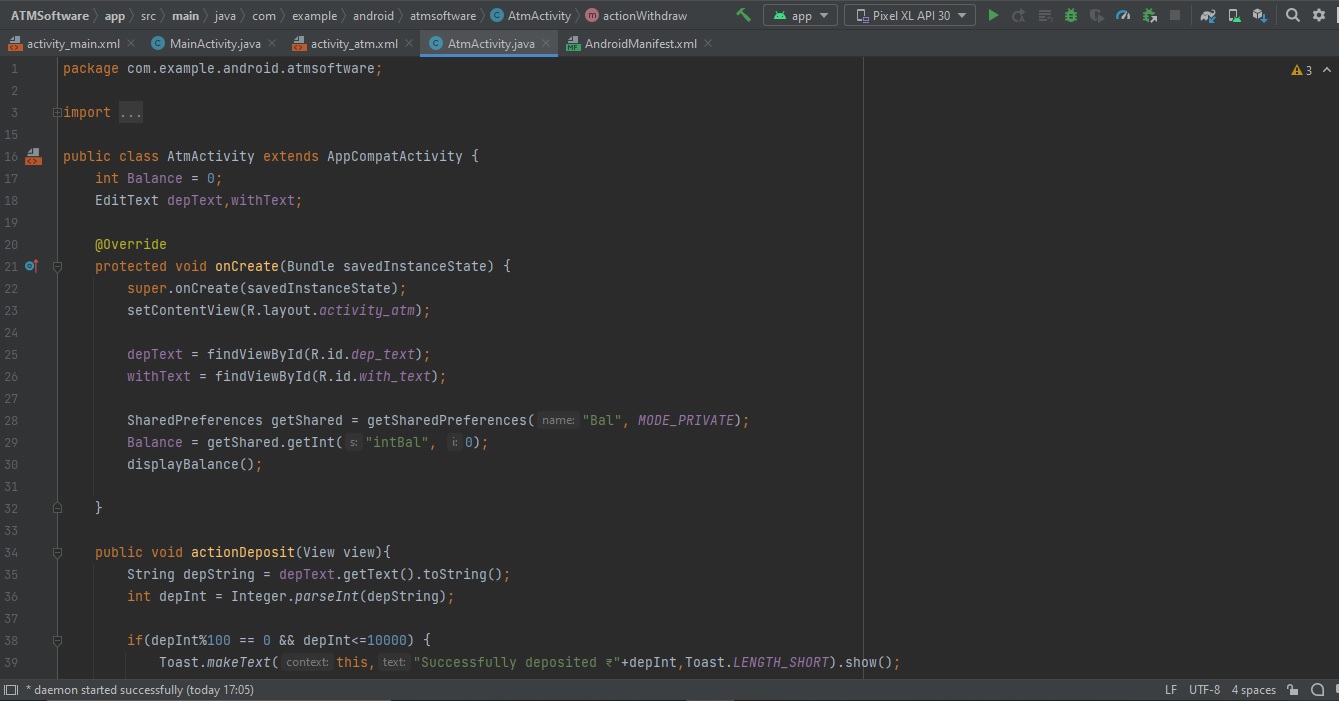 ATMSoftware app src main java com example android atmsoftware AtmActivity actionWithdraw app Pixel XL API 30
activity_main.xml MainActivity.java activity_atm.xml AtmActivity.java AndroidManifest.xml
1 package com.example.android.atmsoftware; 3
2
3 import ...
15
16 public class AtmActivity extends AppCompatActivity {
17 int Balance = 0;
18 EditText depText,withText;
19
20 @Override
21 protected void onCreate(Bundle savedInstanceState) {
22 super.onCreate(savedInstanceState);
23 setContentView(R.layout.activity_atm);
24
25 depText = findViewById(R.id.dep_text);
26 withText = findViewById(R.id.with_text);
27
28 SharedPreferences getShared = getSharedPreferences( name: "Bal", MODE_PRIVATE);
29 Balance = getShared.getInt( s: "intBal", i: 0);
30 displayBalance();
31
32 }
33
34 public void actionDeposit(View view){
35 String depString = depText.getText().toString();
36 int depInt = Integer.parseInt(depString);
37
38 if(depInt%100 == 0 && depInt<=10000) {
39 Toast.makeText( context: this, text: "Successfully deposited ₹"+depInt,Toast.LENGTH_SHORT).show();
* daemon started successfully (today 17:05) LF UTF-8 4 spaces